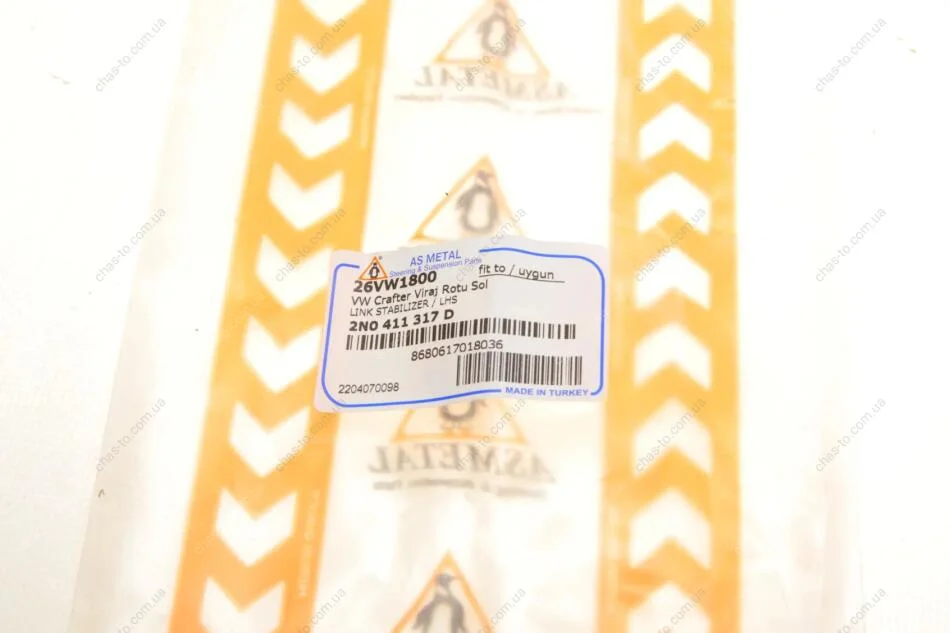 ASMETAL
AS METAL
Steering & Suspension Parts
fit to / uygun
26VW1800
VW Crafter Viraj Rotu Sol
LINK STABILIZER / LHS
2N0 411 317 D
8680617018036
2204070098
MADE IN TURKEY
ASMETAL
chas-to.com.ua